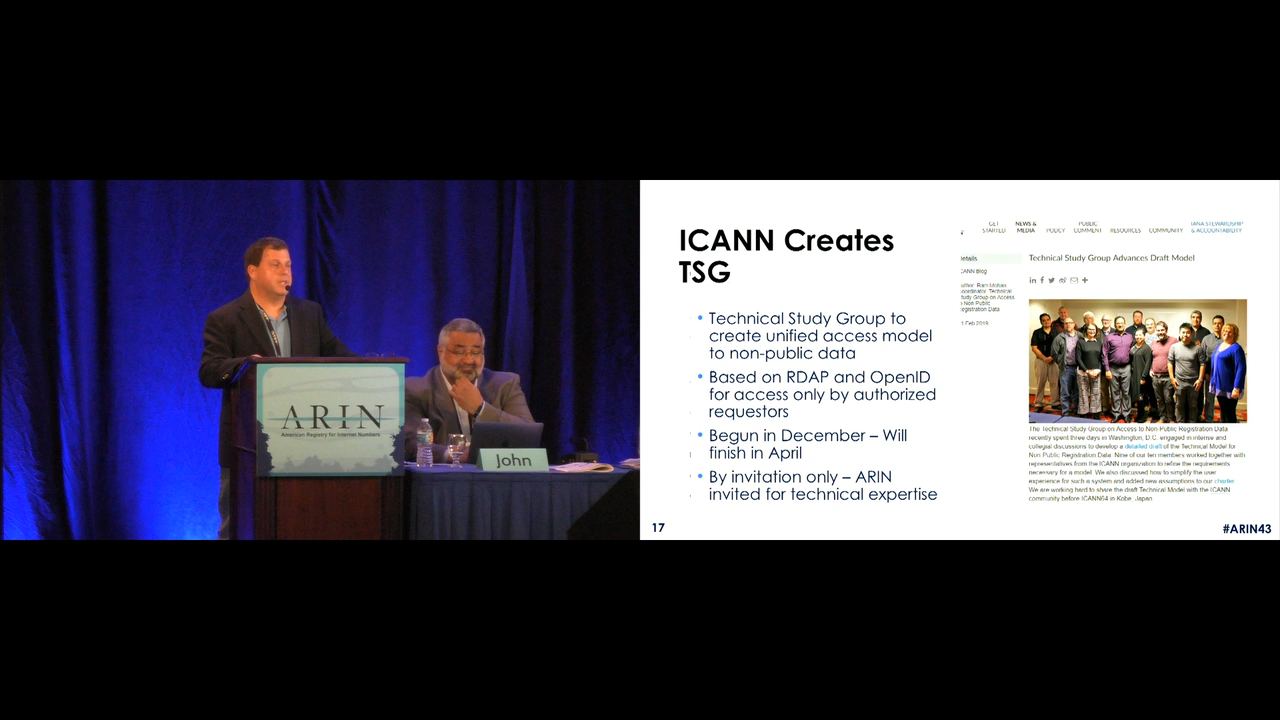 ARIN
American Registry for Internet Numbers
John
ICANN Creates
TSG
• Technical Study Group to
create unified access model
to non-public data
• Based on RDAP and OpenID
for access only by authorized
requestors
• Begun in December – Will
finish in April
• By invitation only – ARIN
invited for technical expertise
GET
STARTED
NEWS &
MEDIA
POLICY
PUBLIC
COMMENT
RESOURCES
COMMUNITY
IANA STEWARDSHIP
& ACCOUNTABILITY
Technical Study Group Advances Draft Model
The Technical Study Group on Access to Non-Public Registration Data
recently spent three days in Washington, D.C. engaged in intense and
collegial discussions to develop a detailed draft of the Technical Model for
Non-Public Registration Data. Nine of our ten members worked together with
representatives from the ICANN organization to refine the requirements
necessary for a model. We also discussed how to simplify the user
experience for such a system and added new assumptions to our charter.
We are working hard to share the draft Technical Model with the ICANN
community before ICANN64 in Kobe, Japan.
17
#ARIN43